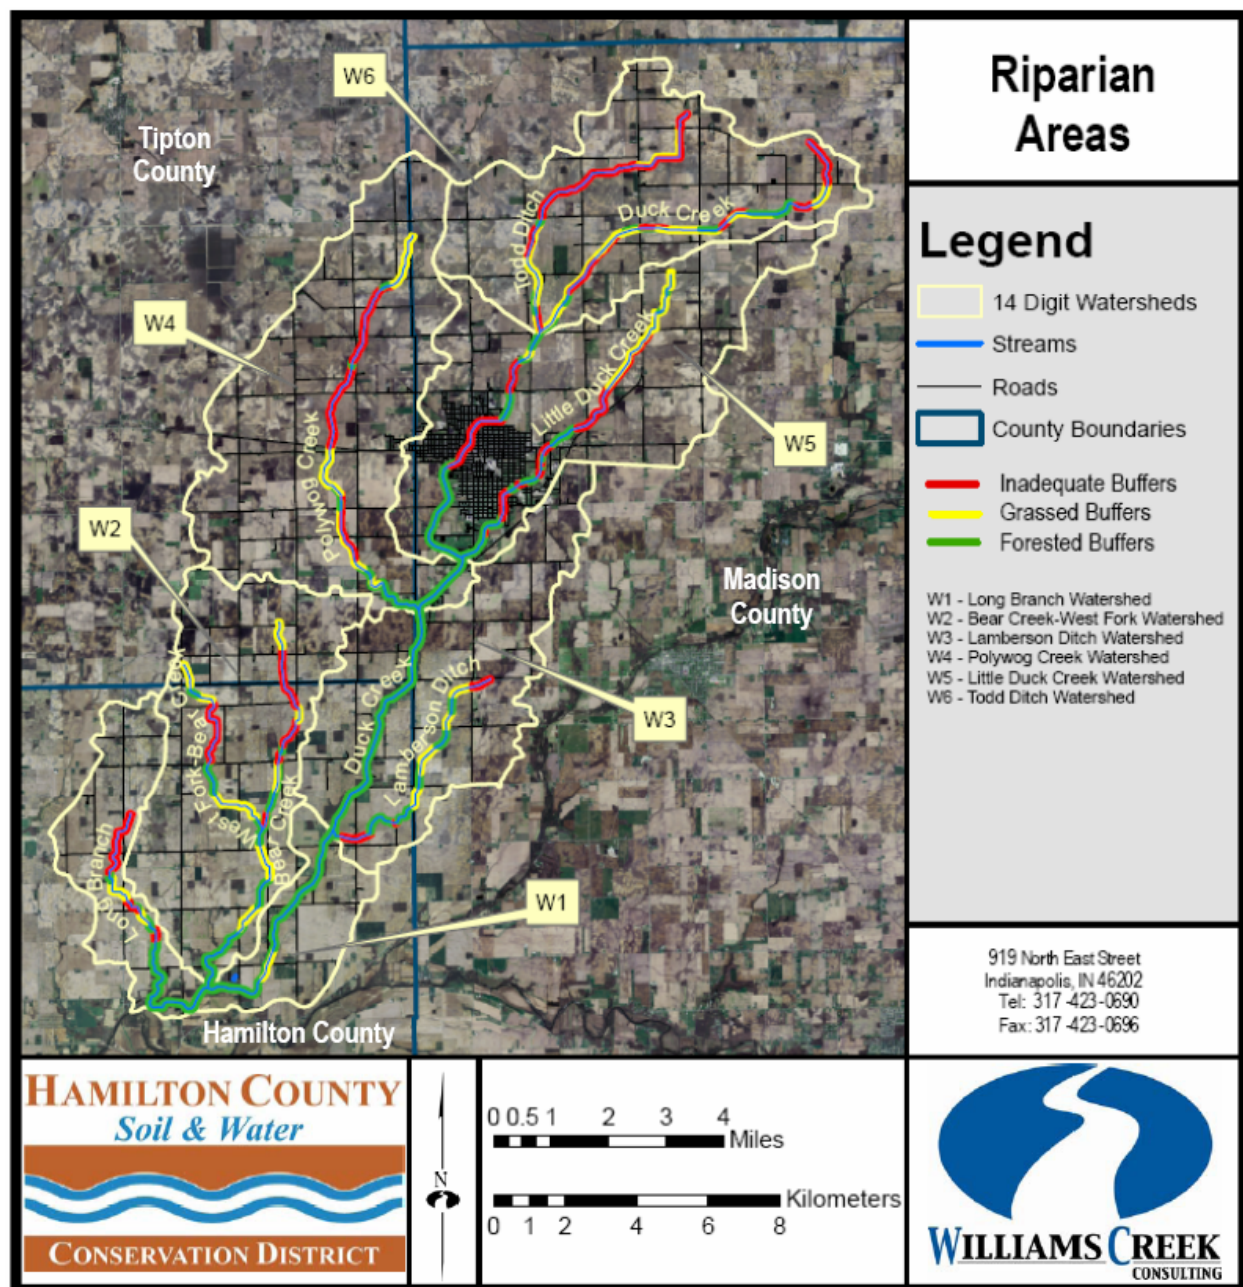 Riparian
Areas
Legend
14 Digit Watersheds
Streams
Roads
County Boundaries
Inadequate Buffers
Grassed Buffers
Forested Buffers
W1 - Long Branch Watershed
W2 - Bear Creek-West Fork Watershed
W3 - Lamberson Ditch Watershed
W4 - Polywog Creek Watershed
W5 - Little Duck Creek Watershed
W6 - Todd Ditch Watershed
W6
Tipton
County
Todd Ditch
Duck Creek
W4
Little Duck Creek
W5
Polywog Creek
W2
Madison
County
Duck Creek
Lamberson Ditch
W3
West Fork-Bear Creek
Bear Creek
Long Branch
W1
Hamilton County
919 North East Street
Indianapolis, IN 46202
Tel: 317-423-0690
Fax: 317-423-0696
HAMILTON COUNTY
Soil & Water
CONSERVATION DISTRICT
N
0 0.5 1 2 3 4
Miles
Kilometers
0 1 2 4 6 8
WILLIAMS CREEK
CONSULTING